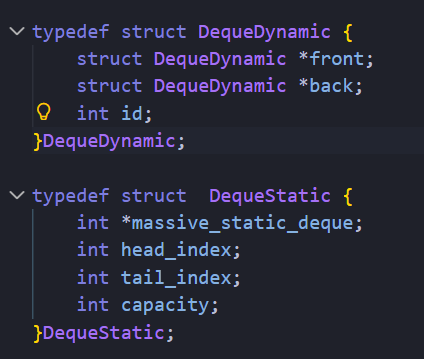 typedef struct DequeDynamic {
    struct DequeDynamic *front;
    struct DequeDynamic *back;
    int id;
}DequeDynamic;
typedef struct  DequeStatic {
    int *massive_static_deque;
    int head_index;
    int tail_index;
    int capacity;
}DequeStatic;